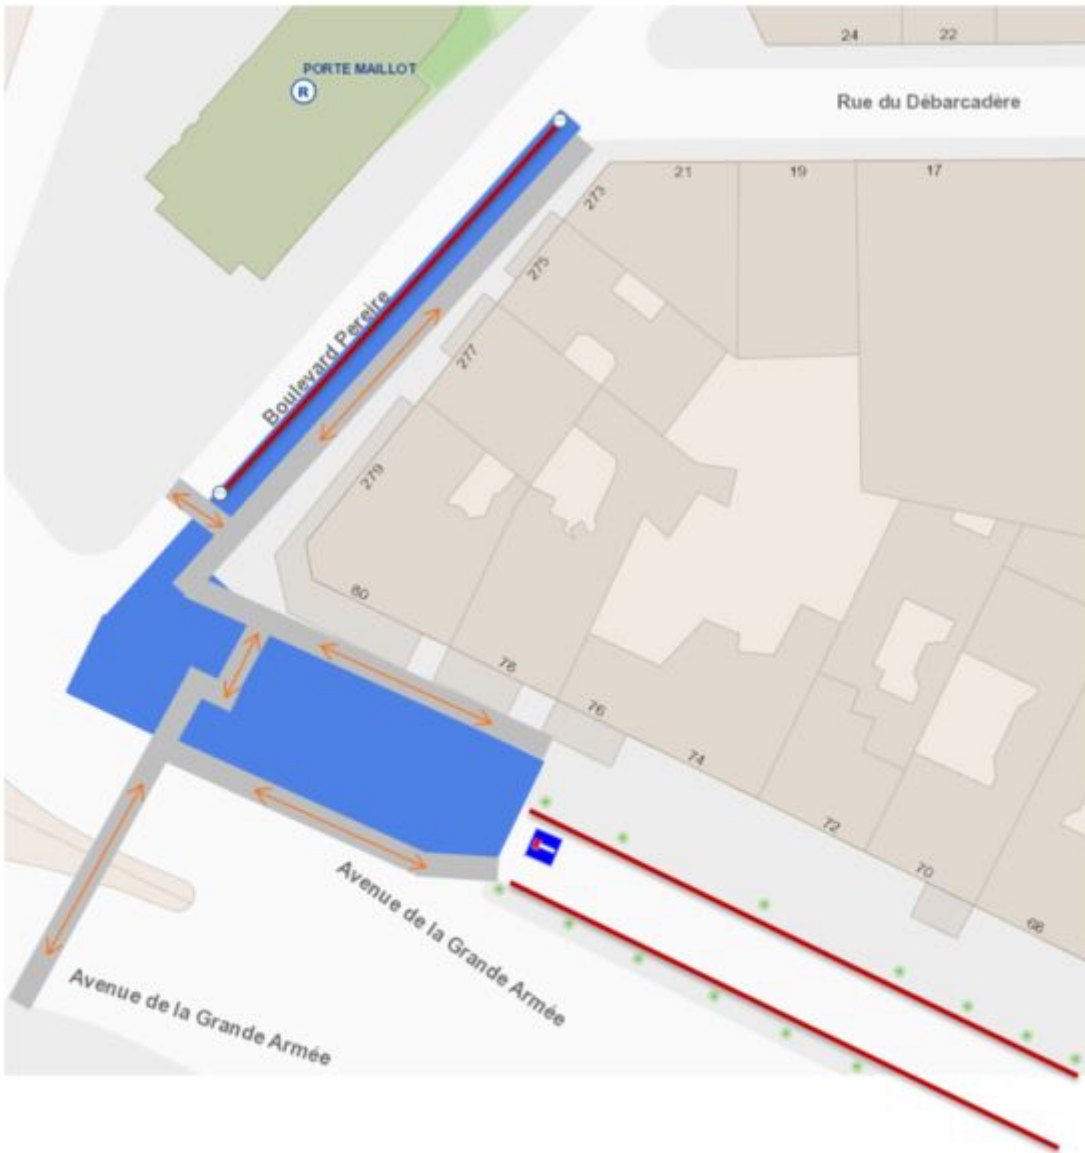 24
22
PORTE MAILLOT
R
Rue du Débarcadère
21
19
17
273
275
277
279
Boulevard Pereire
80
78
76
74
72
70
68
Avenue de la Grande Armée
Avenue de la Grande Armée